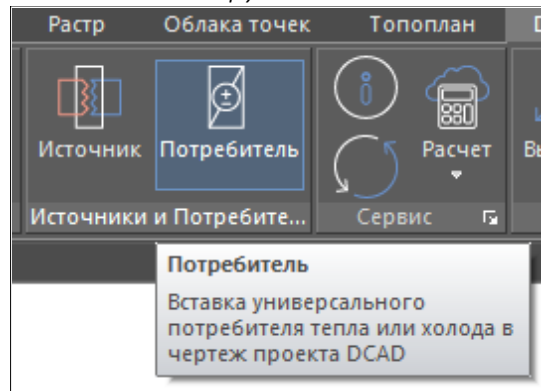 Растр Облака точек Топоплан
Источник Потребитель Расчет
Источники и Потребите... Сервис
Потребитель
Вставка универсального
потребителя тепла или холода в
чертеж проекта DCAD